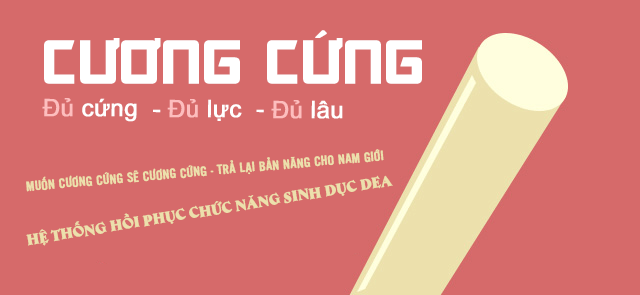 CƯƠNG CỨNG
Đủ cứng - Đủ lực - Đủ lâu
MUỐN CƯƠNG CỨNG SẼ CƯƠNG CỨNG - TRẢ LẠI BẢN NĂNG CHO NAM GIỚI
HỆ THỐNG HỒI PHỤC CHỨC NĂNG SINH DỤC DEA